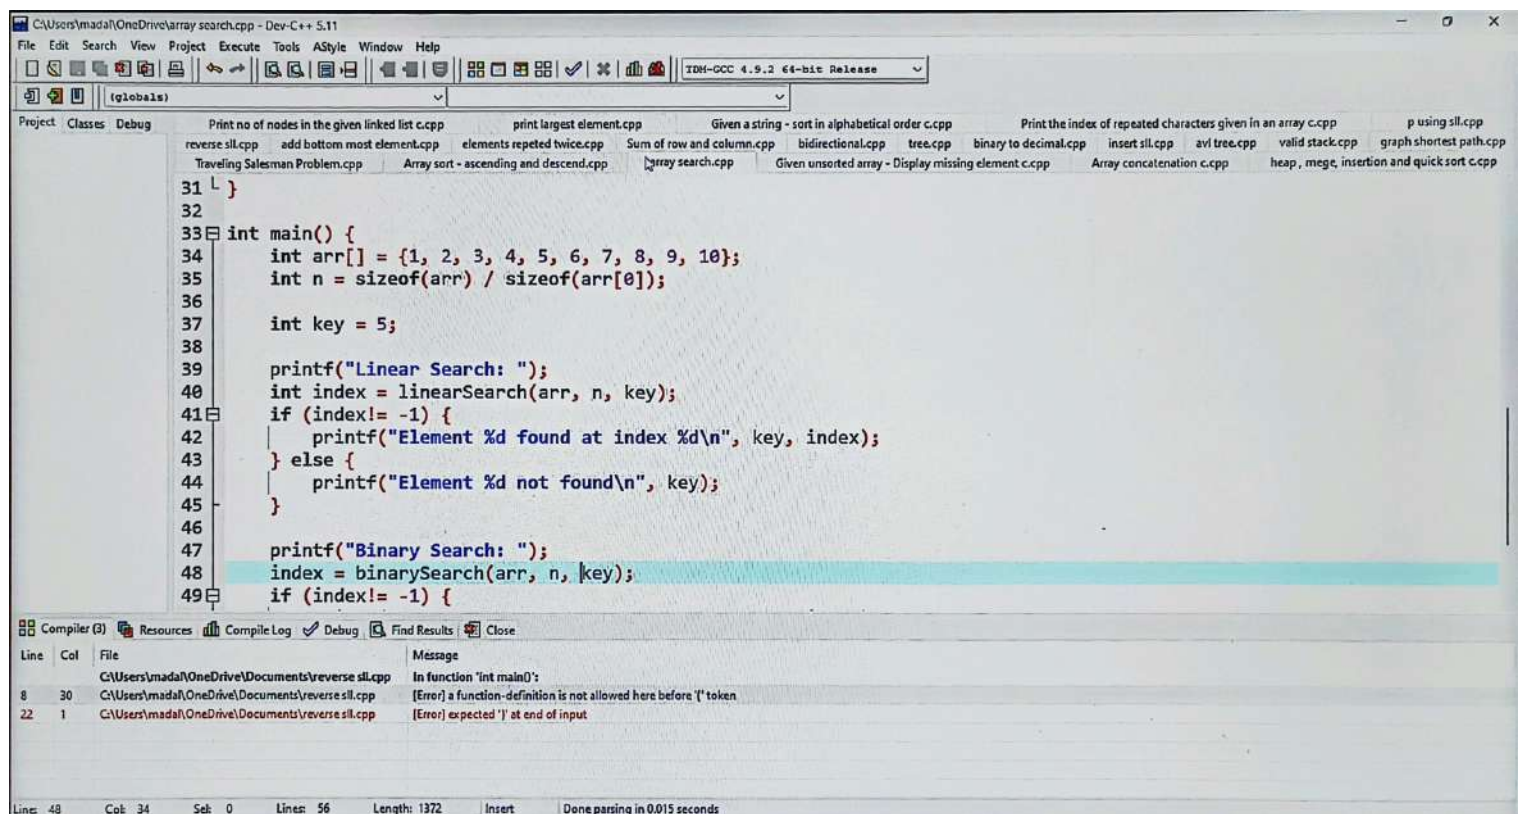 C:\Users\madal\OneDrive\array search.cpp - Dev-C++ 5.11
File Edit Search View Project Execute Tools AStyle Window Help
TDM-GCC 4.9.2 64-bit Release
(globals)
Project Classes Debug
Print no of nodes in the given linked list c.cpp print largest element.cpp Given a string - sort in alphabetical order c.cpp Print the index of repeated characters given in an array c.cpp p using sll.cpp
reverse sll.cpp add bottom most element.cpp elements repeted twice.cpp Sum of row and column.cpp bidirectional.cpp tree.cpp binary to decimal.cpp insert sll.cpp avl tree.cpp valid stack.cpp graph shortest path.cpp
Traveling Salesman Problem.cpp Array sort - ascending and descend.cpp array search.cpp Given unsorted array - Display missing element c.cpp Array concatenation c.cpp heap, mege, insertion and quick sort c.cpp
31 }
32
33 int main() {
34 int arr[] = {1, 2, 3, 4, 5, 6, 7, 8, 9, 10};
35 int n = sizeof(arr) / sizeof(arr[0]);
36
37 int key = 5;
38
39 printf("Linear Search: ");
40 int index = linearSearch(arr, n, key);
41 if (index!= -1) {
42 printf("Element %d found at index %d\n", key, index);
43 } else {
44 printf("Element %d not found\n", key);
45 }
46
47 printf("Binary Search: ");
48 index = binarySearch(arr, n, key);
49 if (index!= -1) {
Compiler (3) Resources Compile Log Debug Find Results Close
Line Col File Message
C:\Users\madal\OneDrive\Documents\reverse sll.cpp In function 'int main()':
8 30 C:\Users\madal\OneDrive\Documents\reverse sll.cpp [Error] a function-definition is not allowed here before '{' token
22 1 C:\Users\madal\OneDrive\Documents\reverse sll.cpp [Error] expected '}' at end of input
Line: 48 Col: 34 Sel: 0 Lines: 56 Length: 1372 Insert Done parsing in 0.015 seconds